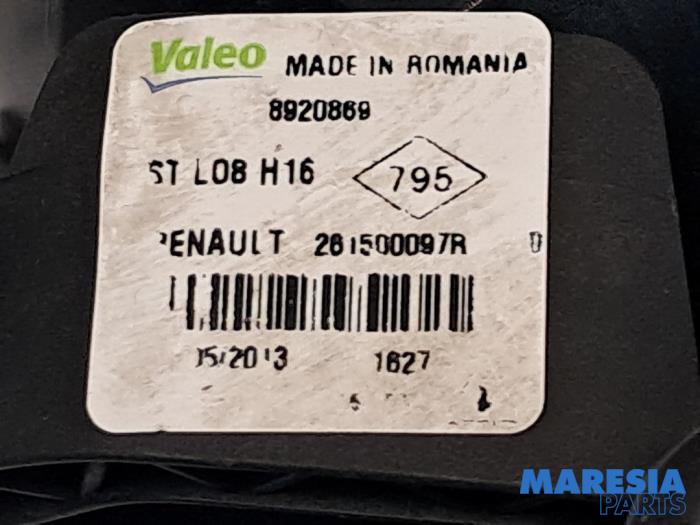 Valeo MADE IN ROMANIA
8920869
ST L08 H16 795
RENAULT 261500097R
05/2013 1627
MARESIA
PARTS